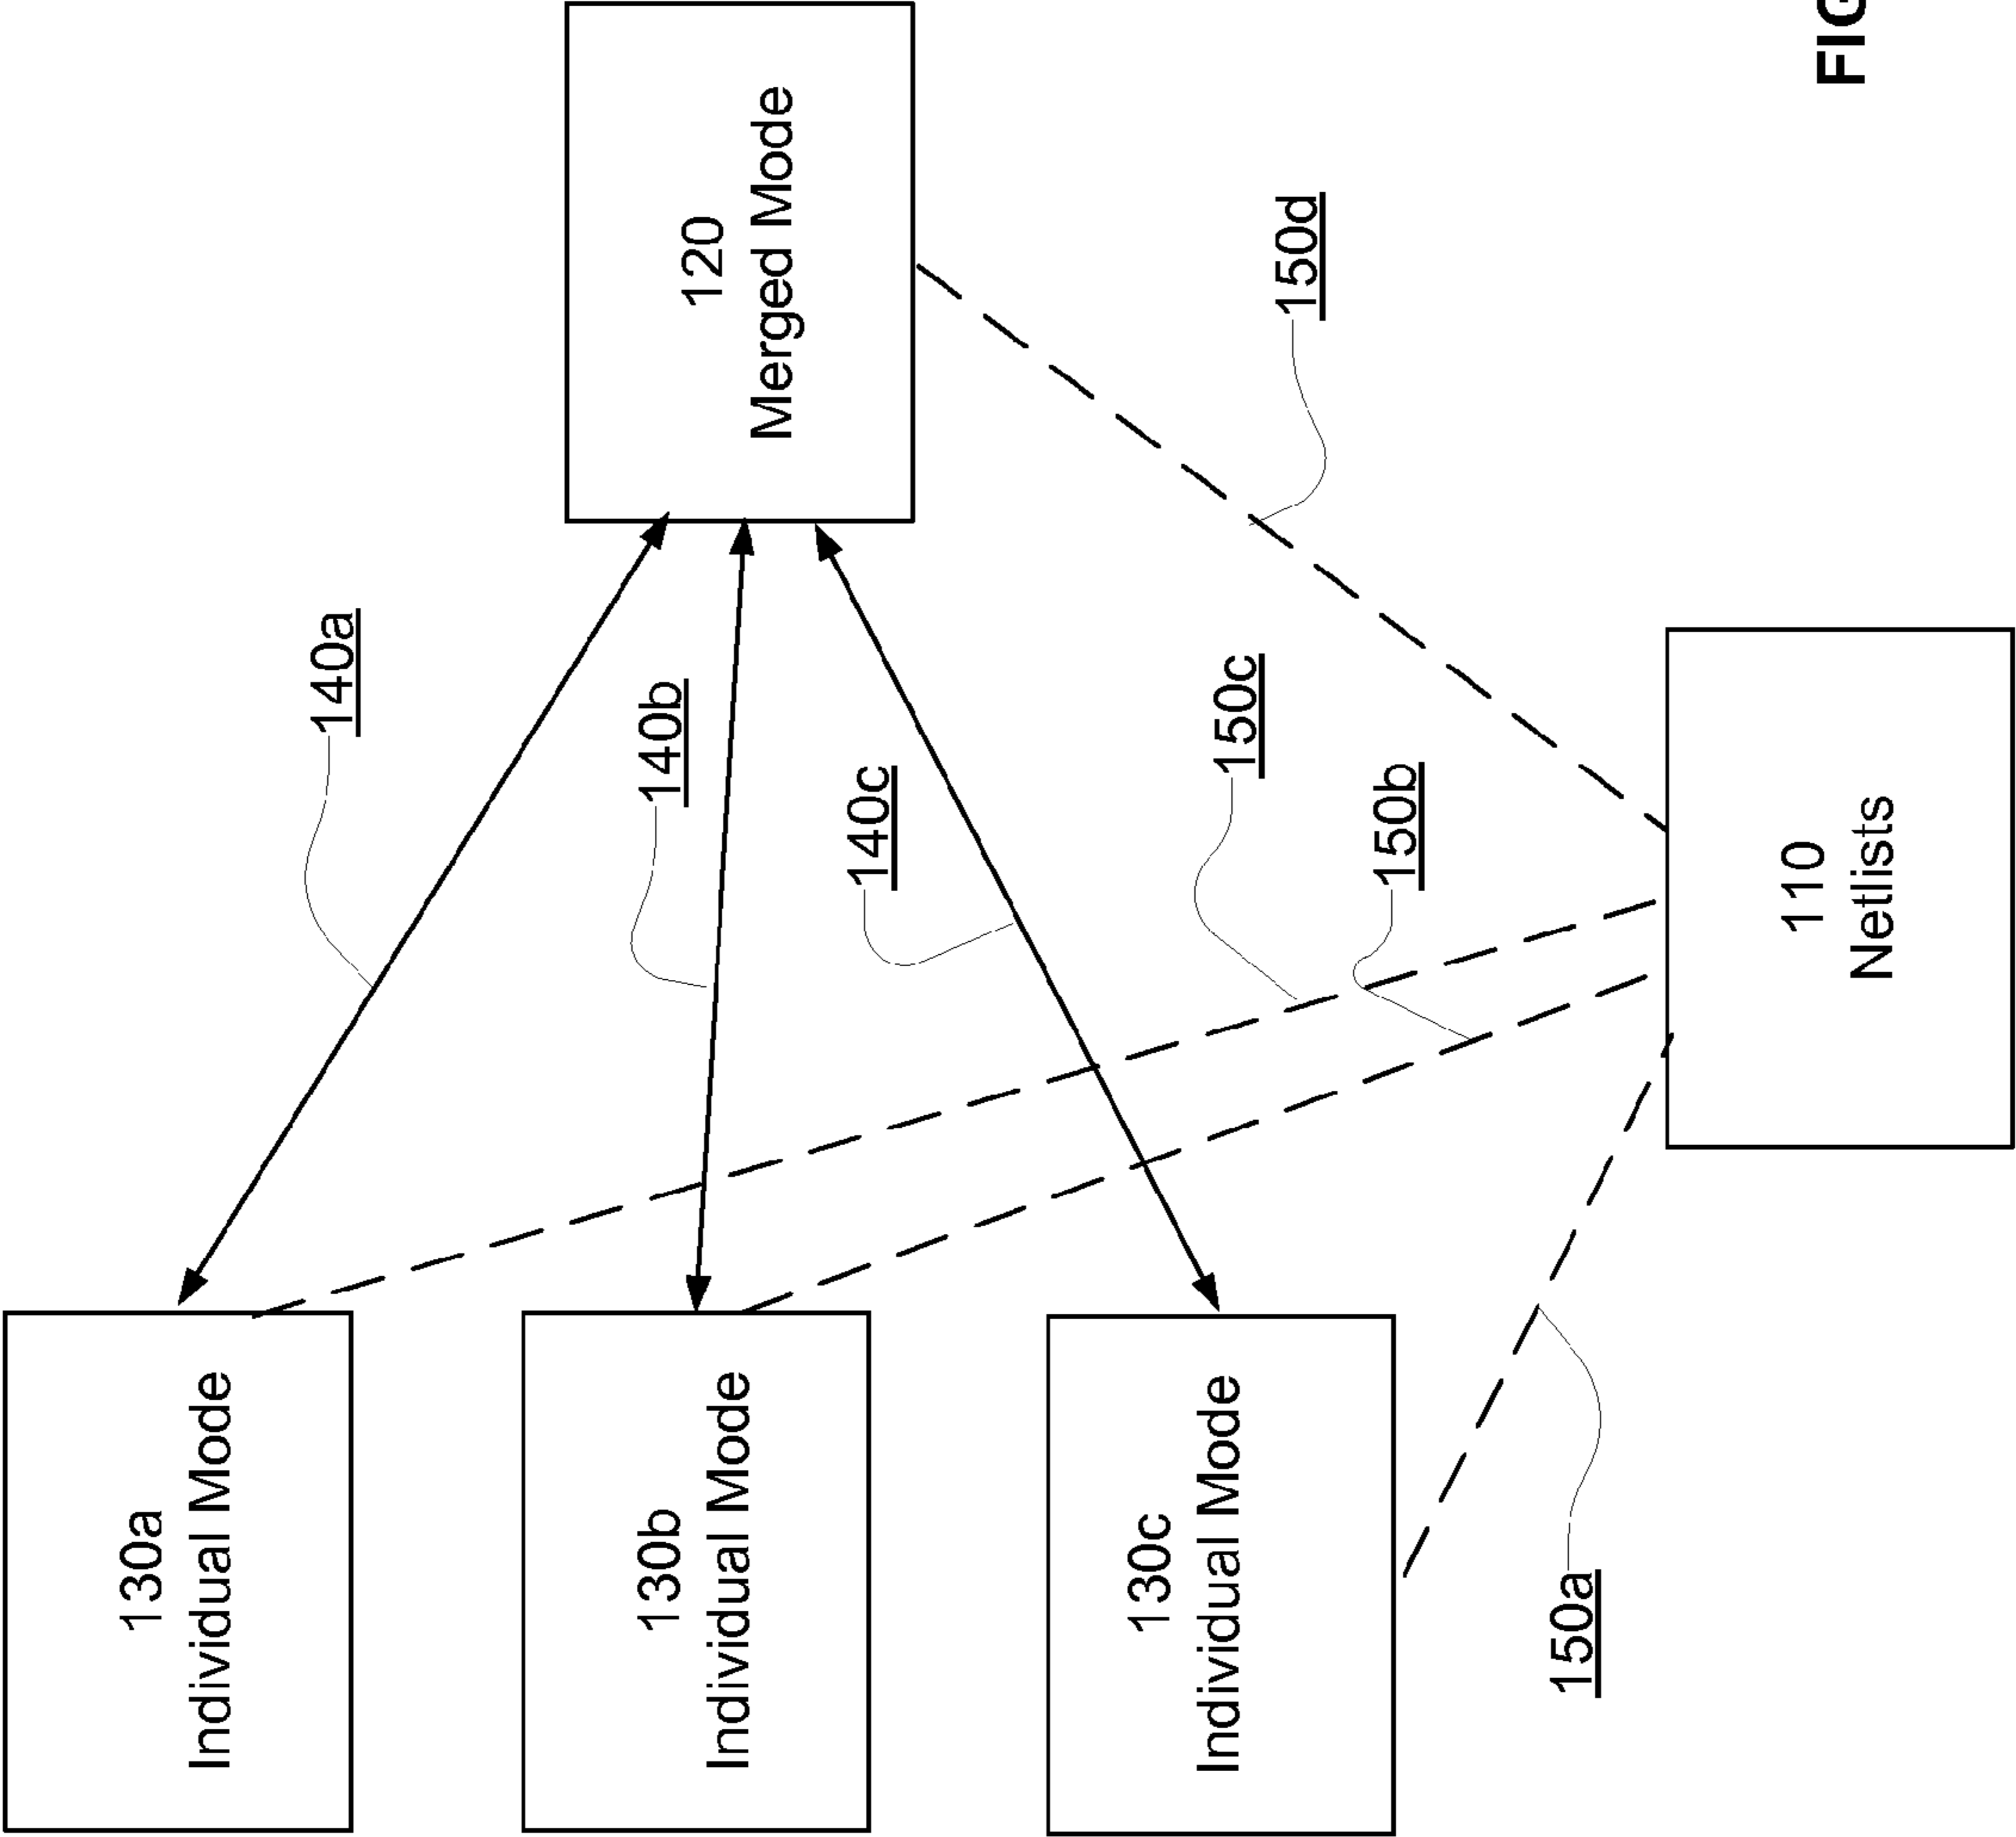 130a
Individual Mode
140a
130b
Individual Mode
140b
120
Merged Mode
140c
130c
Individual Mode
150c
150d
150b
150a
110
Netlists
FIG